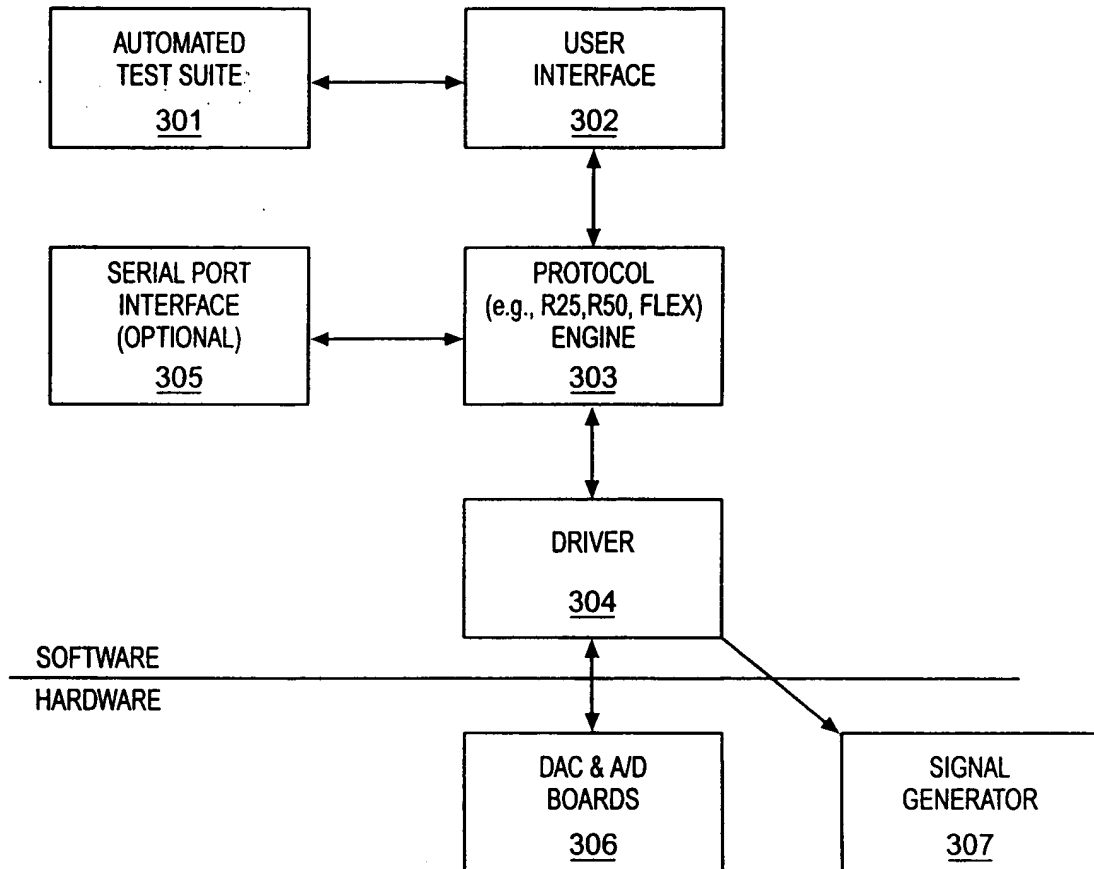 AUTOMATED
TEST SUITE
301
USER
INTERFACE
302
SERIAL PORT
INTERFACE
(OPTIONAL)
305
PROTOCOL
(e.g., R25,R50, FLEX)
ENGINE
303
DRIVER
304
SOFTWARE
HARDWARE
DAC & A/D
BOARDS
306
SIGNAL
GENERATOR
307